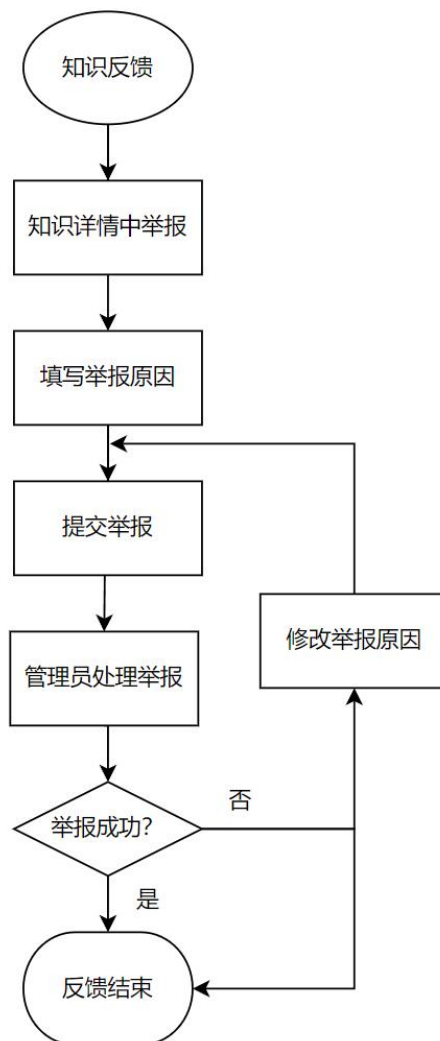 知识反馈
知识详情中举报
填写举报原因
提交举报
修改举报原因
管理员处理举报
否
举报成功？
是
反馈结束